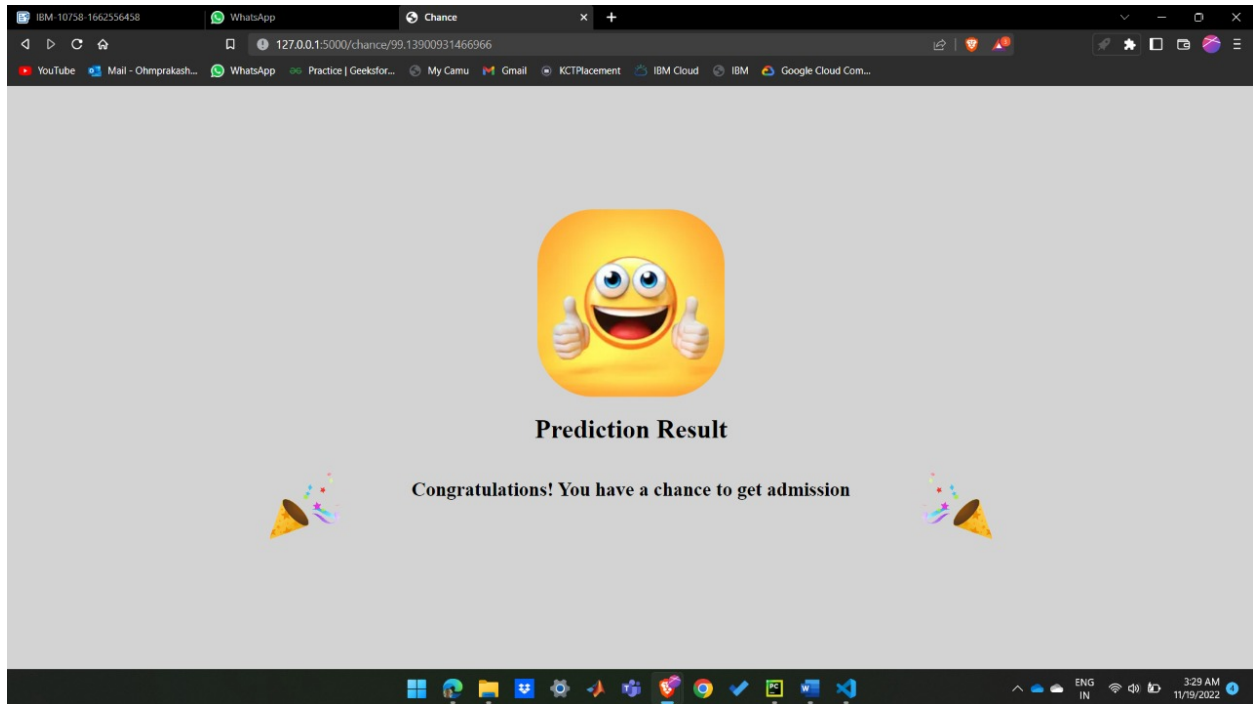 IBM-10758-1662556458
WhatsApp
Chance
127.0.0.1:5000/chance/99.13900931466966
YouTube
Mail - Ohmprakash...
WhatsApp
Practice | Geeksfor...
My Camu
Gmail
KCTPlacement
IBM Cloud
IBM
Google Cloud Com...
Prediction Result
Congratulations! You have a chance to get admission
ENG
IN
3:29 AM
11/19/2022
4